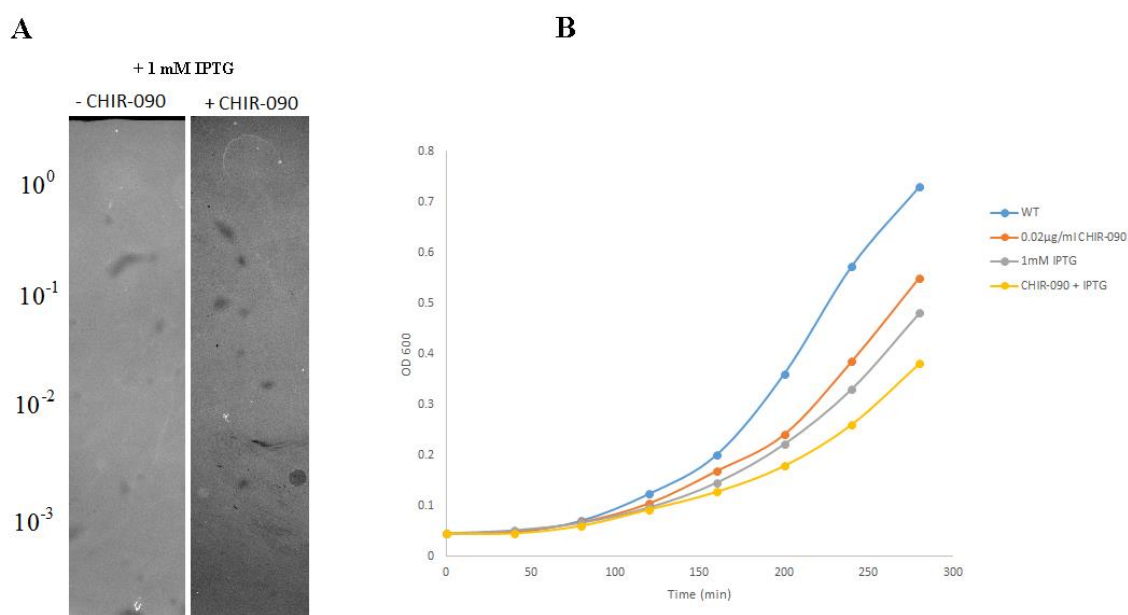 A
+ 1 mM IPTG
- CHIR-090
+ CHIR-090
10⁰
10⁻¹
10⁻²
10⁻³
B
0.8
0.7
0.6
0.5
0.4
0.3
0.2
0.1
0
OD 600
0 50 100 150 200 250 300
Time (min)
WT
0.02µg/ml CHIR-090
1mM IPTG
CHIR-090 + IPTG